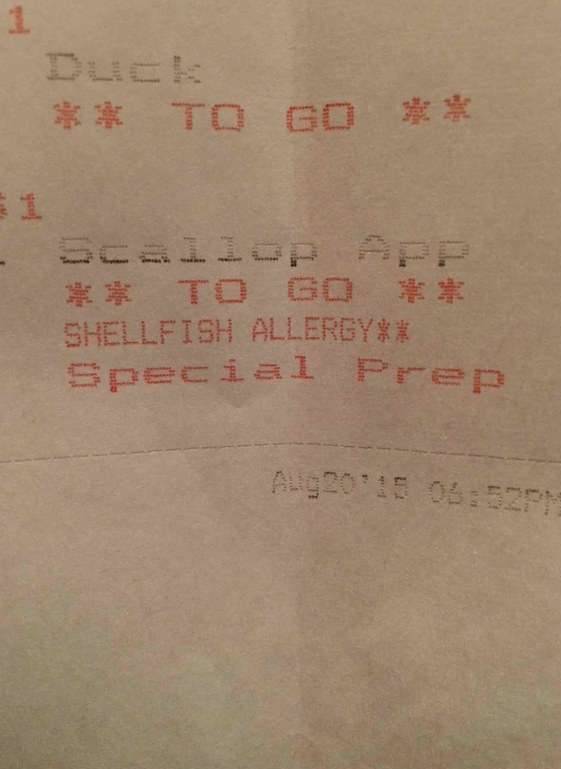 1
Duck
** TO GO **
1
Scallop App
** TO GO **
SHELLFISH ALLERGY**
Special Prep
Aug20'15 06:52PM